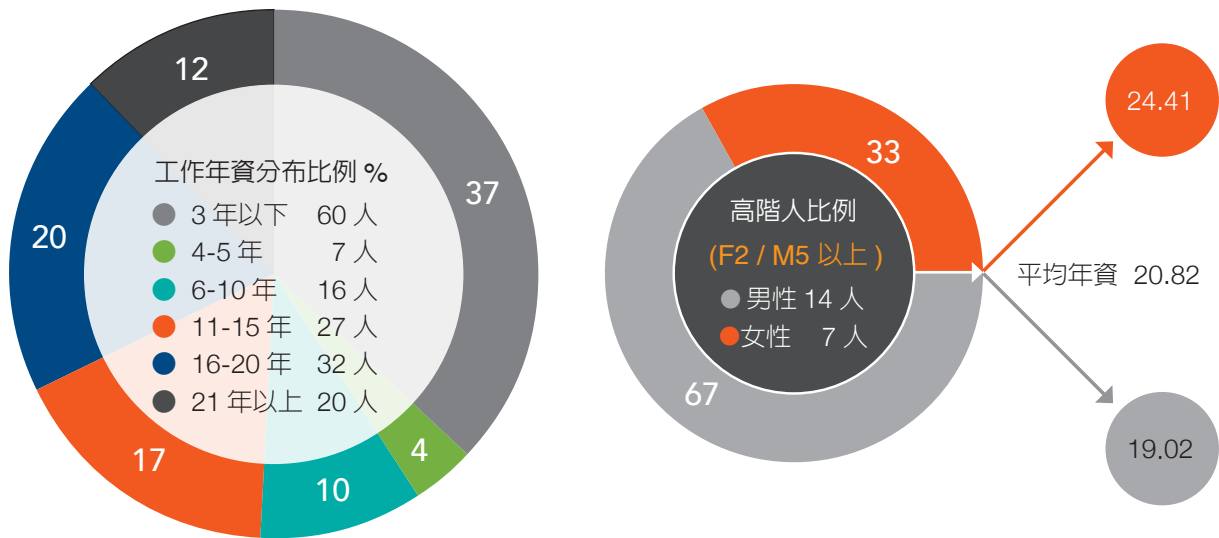 工作年資分布比例 %
3 年以下 60 人
4-5 年 7 人
6-10 年 16 人
11-15 年 27 人
16-20 年 32 人
21 年以上 20 人
37
4
10
17
20
12
高階人比例
(F2 / M5 以上 )
男性 14 人
女性 7 人
33
67
24.41
平均年資 20.82
19.02